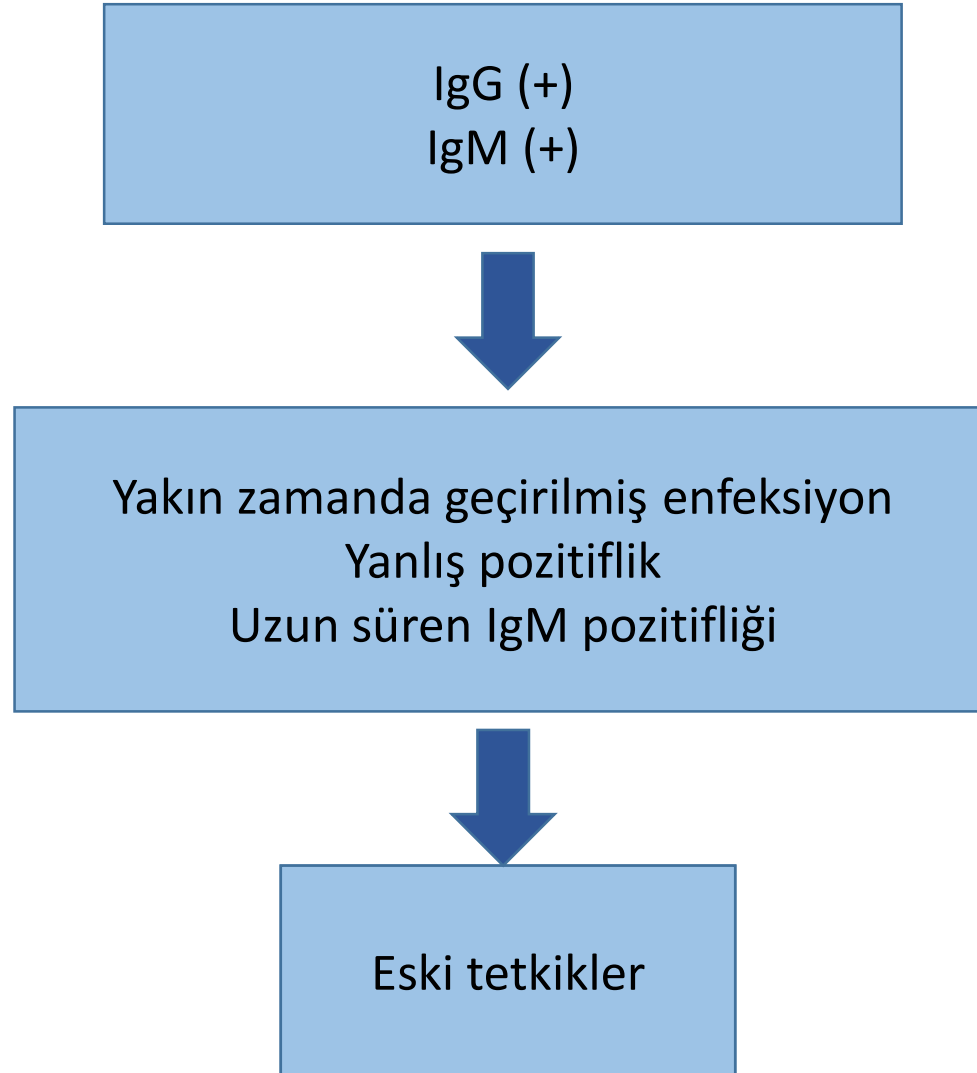 IgG (+)
IgM (+)
Yakın zamanda geçirilmiş enfeksiyon
Yanlış pozitiflik
Uzun süren IgM pozitifliği
Eski tetkikler